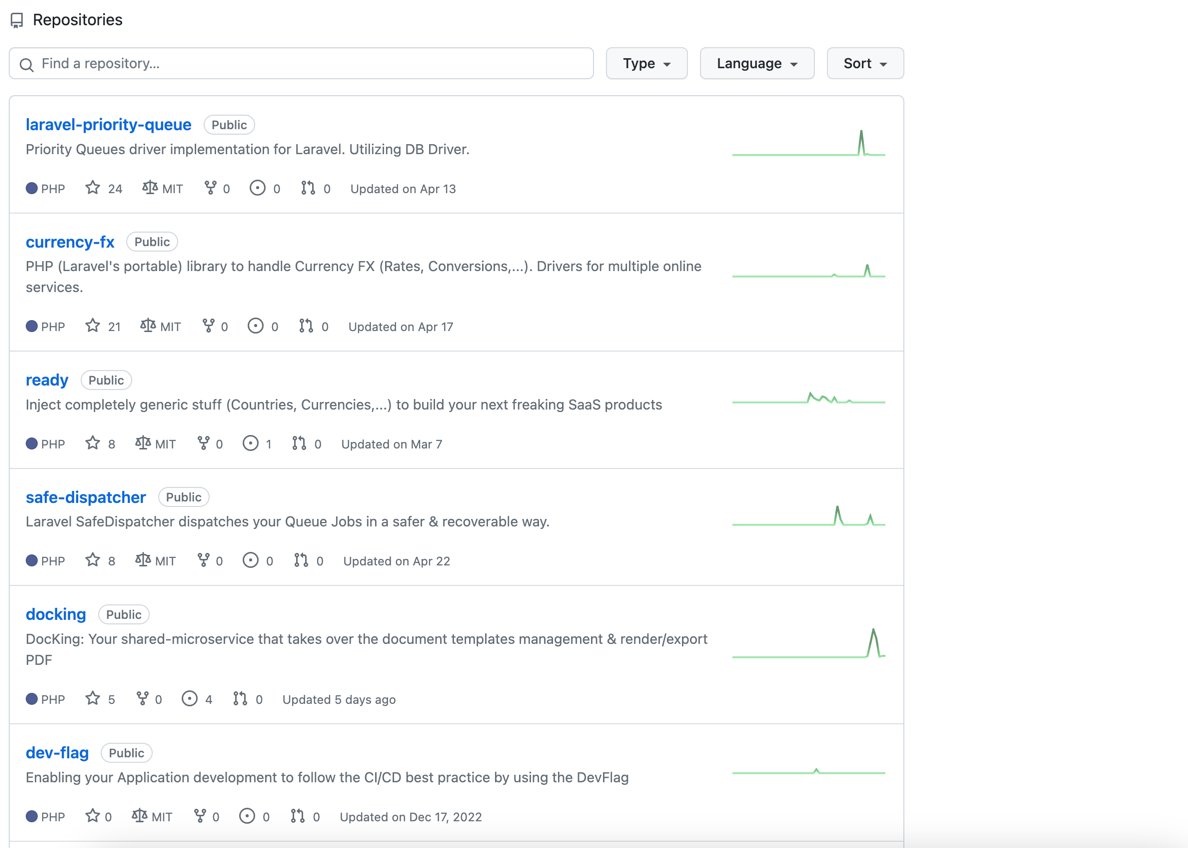 Repositories
Find a repository...
Type
Language
Sort
laravel-priority-queue Public
Priority Queues driver implementation for Laravel. Utilizing DB Driver.
PHP 24 MIT 0 0 0 Updated on Apr 13
currency-fx Public
PHP (Laravel's portable) library to handle Currency FX (Rates, Conversions,...). Drivers for multiple online
services.
PHP 21 MIT 0 0 0 Updated on Apr 17
ready Public
Inject completely generic stuff (Countries, Currencies,...) to build your next freaking SaaS products
PHP 8 MIT 0 1 0 Updated on Mar 7
safe-dispatcher Public
Laravel SafeDispatcher dispatches your Queue Jobs in a safer & recoverable way.
PHP 8 MIT 0 0 0 Updated on Apr 22
docking Public
DocKing: Your shared-microservice that takes over the document templates management & render/export
PDF
PHP 5 0 4 0 Updated 5 days ago
dev-flag Public
Enabling your Application development to follow the CI/CD best practice by using the DevFlag
PHP 0 MIT 0 0 0 Updated on Dec 17, 2022